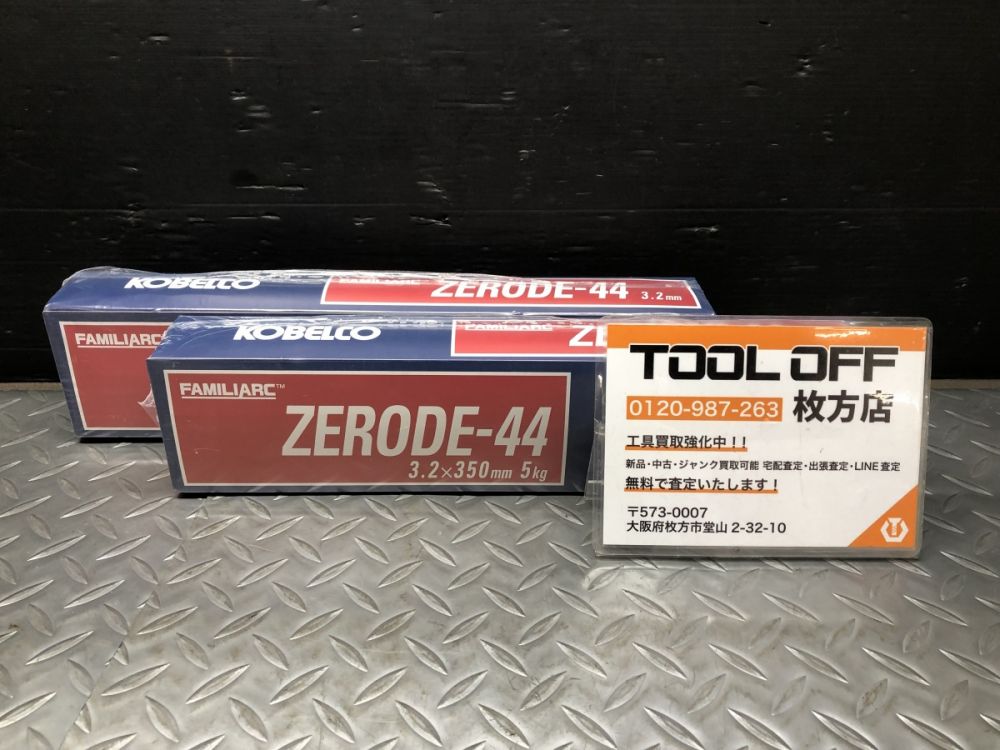 KOBELCO
FAMILIARC
ZERODE-44 3.2mm
FAMILIARC
KOBELCO
FAMILIARC
FAMILIARC™
ZERODE-44
3.2×350mm 5kg
TOOL OFF
0120-987-263 枚方店
工具買取強化中！！
新品・中古・ジャンク買取可能 宅配査定・出張査定・LINE査定
無料で査定いたします！
〒573-0007
大阪府枚方市堂山 2-32-10